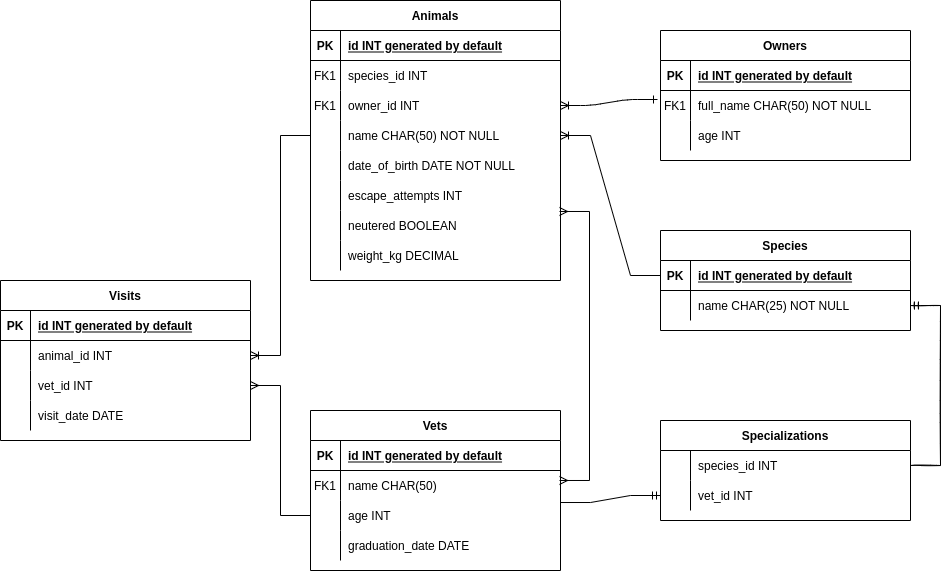 Animals
PK id INT generated by default
FK1 species_id INT
FK1 owner_id INT
name CHAR(50) NOT NULL
date_of_birth DATE NOT NULL
escape_attempts INT
neutered BOOLEAN
weight_kg DECIMAL
Owners
PK id INT generated by default
FK1 full_name CHAR(50) NOT NULL
age INT
Species
PK id INT generated by default
name CHAR(25) NOT NULL
Visits
PK id INT generated by default
animal_id INT
vet_id INT
visit_date DATE
Vets
PK id INT generated by default
FK1 name CHAR(50)
age INT
graduation_date DATE
Specializations
species_id INT
vet_id INT